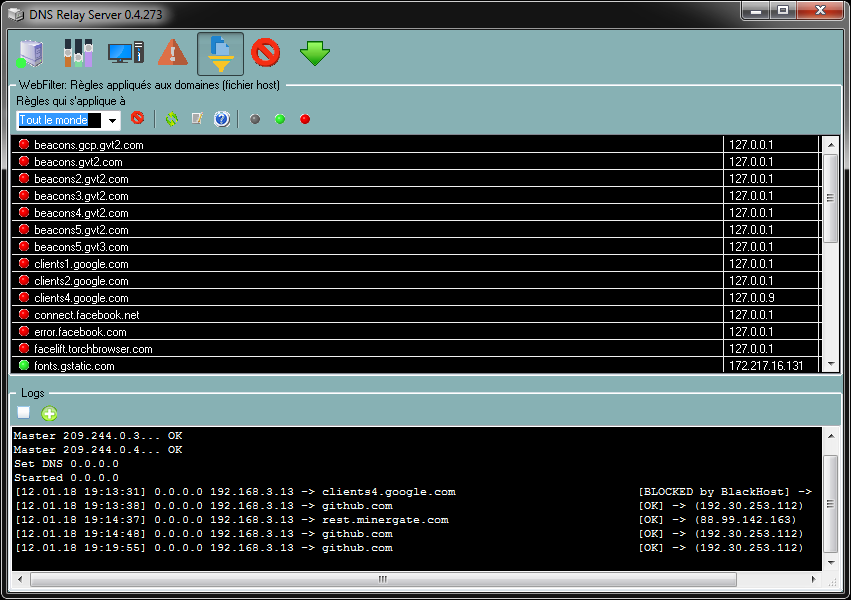 DNS Relay Server 0.4.273
WebFilter: Règles appliqués aux domaines (fichier host)
Règles qui s'applique à
Tout le monde
beacons.gcp.gvt2.com 127.0.0.1
beacons.gvt2.com 127.0.0.1
beacons2.gvt2.com 127.0.0.1
beacons3.gvt2.com 127.0.0.1
beacons4.gvt2.com 127.0.0.1
beacons5.gvt2.com 127.0.0.1
beacons5.gvt3.com 127.0.0.1
clients1.google.com 127.0.0.1
clients2.google.com 127.0.0.1
clients4.google.com 127.0.0.9
connect.facebook.net 127.0.0.1
error.facebook.com 127.0.0.1
facelift.torchbrowser.com 127.0.0.1
fonts.gstatic.com 172.217.16.131
Logs
Master 209.244.0.3... OK
Master 209.244.0.4... OK
Set DNS 0.0.0.0
Started 0.0.0.0
[12.01.18 19:13:31] 0.0.0.0 192.168.3.13 -> clients4.google.com [BLOCKED by BlackHost] ->
[12.01.18 19:13:38] 0.0.0.0 192.168.3.13 -> github.com [OK] -> (192.30.253.112)
[12.01.18 19:14:37] 0.0.0.0 192.168.3.13 -> rest.minergate.com [OK] -> (88.99.142.163)
[12.01.18 19:14:48] 0.0.0.0 192.168.3.13 -> github.com [OK] -> (192.30.253.112)
[12.01.18 19:19:55] 0.0.0.0 192.168.3.13 -> github.com [OK] -> (192.30.253.112)